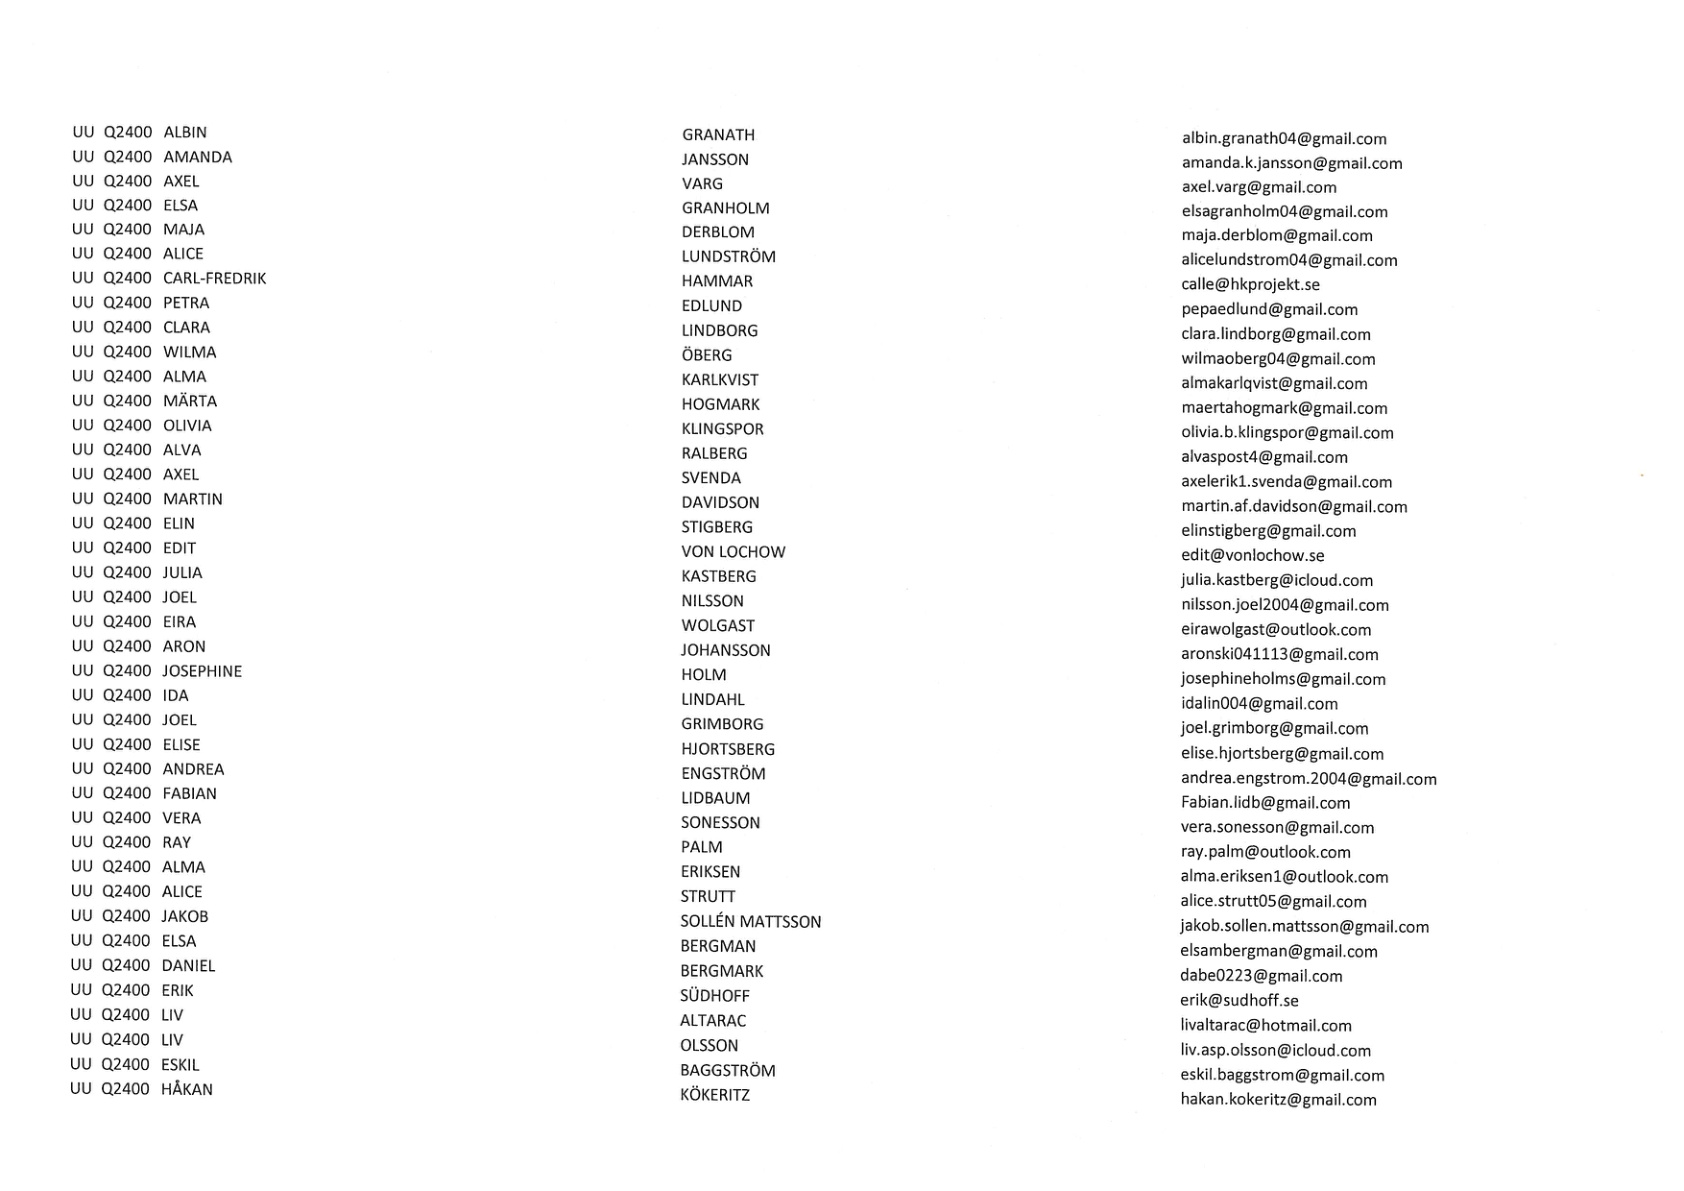 UU Q2400 ALBIN GRANATH albin.granath04@gmail.com
UU Q2400 AMANDA JANSSON amanda.k.jansson@gmail.com
UU Q2400 AXEL VARG axel.varg@gmail.com
UU Q2400 ELSA GRANHOLM elsagranholm04@gmail.com
UU Q2400 MAJA DERBLOM maja.derblom@gmail.com
UU Q2400 ALICE LUNDSTRÖM alicelundstrom04@gmail.com
UU Q2400 CARL-FREDRIK HAMMAR calle@hkprojekt.se
UU Q2400 PETRA EDLUND pepaedlund@gmail.com
UU Q2400 CLARA LINDBORG clara.lindborg@gmail.com
UU Q2400 WILMA ÖBERG wilmaoberg04@gmail.com
UU Q2400 ALMA KARLKVIST almakarlqvist@gmail.com
UU Q2400 MÄRTA HOGMARK maertahogmark@gmail.com
UU Q2400 OLIVIA KLINGSPOR olivia.b.klingspor@gmail.com
UU Q2400 ALVA RALBERG alvaspost4@gmail.com
UU Q2400 AXEL SVENDA axelerik1.svenda@gmail.com
UU Q2400 MARTIN DAVIDSON martin.af.davidson@gmail.com
UU Q2400 ELIN STIGBERG elinstigberg@gmail.com
UU Q2400 EDIT VON LOCHOW edit@vonlochow.se
UU Q2400 JULIA KASTBERG julia.kastberg@icloud.com
UU Q2400 JOEL NILSSON nilsson.joel2004@gmail.com
UU Q2400 EIRA WOLGAST eirawolgast@outlook.com
UU Q2400 ARON JOHANSSON aronski041113@gmail.com
UU Q2400 JOSEPHINE HOLM josephineholms@gmail.com
UU Q2400 IDA LINDAHL idalin004@gmail.com
UU Q2400 JOEL GRIMBORG joel.grimborg@gmail.com
UU Q2400 ELISE HJORTSBERG elise.hjortsberg@gmail.com
UU Q2400 ANDREA ENGSTRÖM andrea.engstrom.2004@gmail.com
UU Q2400 FABIAN LIDBAUM Fabian.lidb@gmail.com
UU Q2400 VERA SONESSON vera.sonesson@gmail.com
UU Q2400 RAY PALM ray.palm@outlook.com
UU Q2400 ALMA ERIKSEN alma.eriksen1@outlook.com
UU Q2400 ALICE STRUTT alice.strutt05@gmail.com
UU Q2400 JAKOB SOLLÉN MATTSSON jakob.sollen.mattsson@gmail.com
UU Q2400 ELSA BERGMAN elsambergman@gmail.com
UU Q2400 DANIEL BERGMARK dabe0223@gmail.com
UU Q2400 ERIK SÜDHOFF erik@sudhoff.se
UU Q2400 LIV ALTARAC livaltarac@hotmail.com
UU Q2400 LIV OLSSON liv.asp.olsson@icloud.com
UU Q2400 ESKIL BAGGSTRÖM eskil.baggstrom@gmail.com
UU Q2400 HÅKAN KÖKERITZ hakan.kokeritz@gmail.com